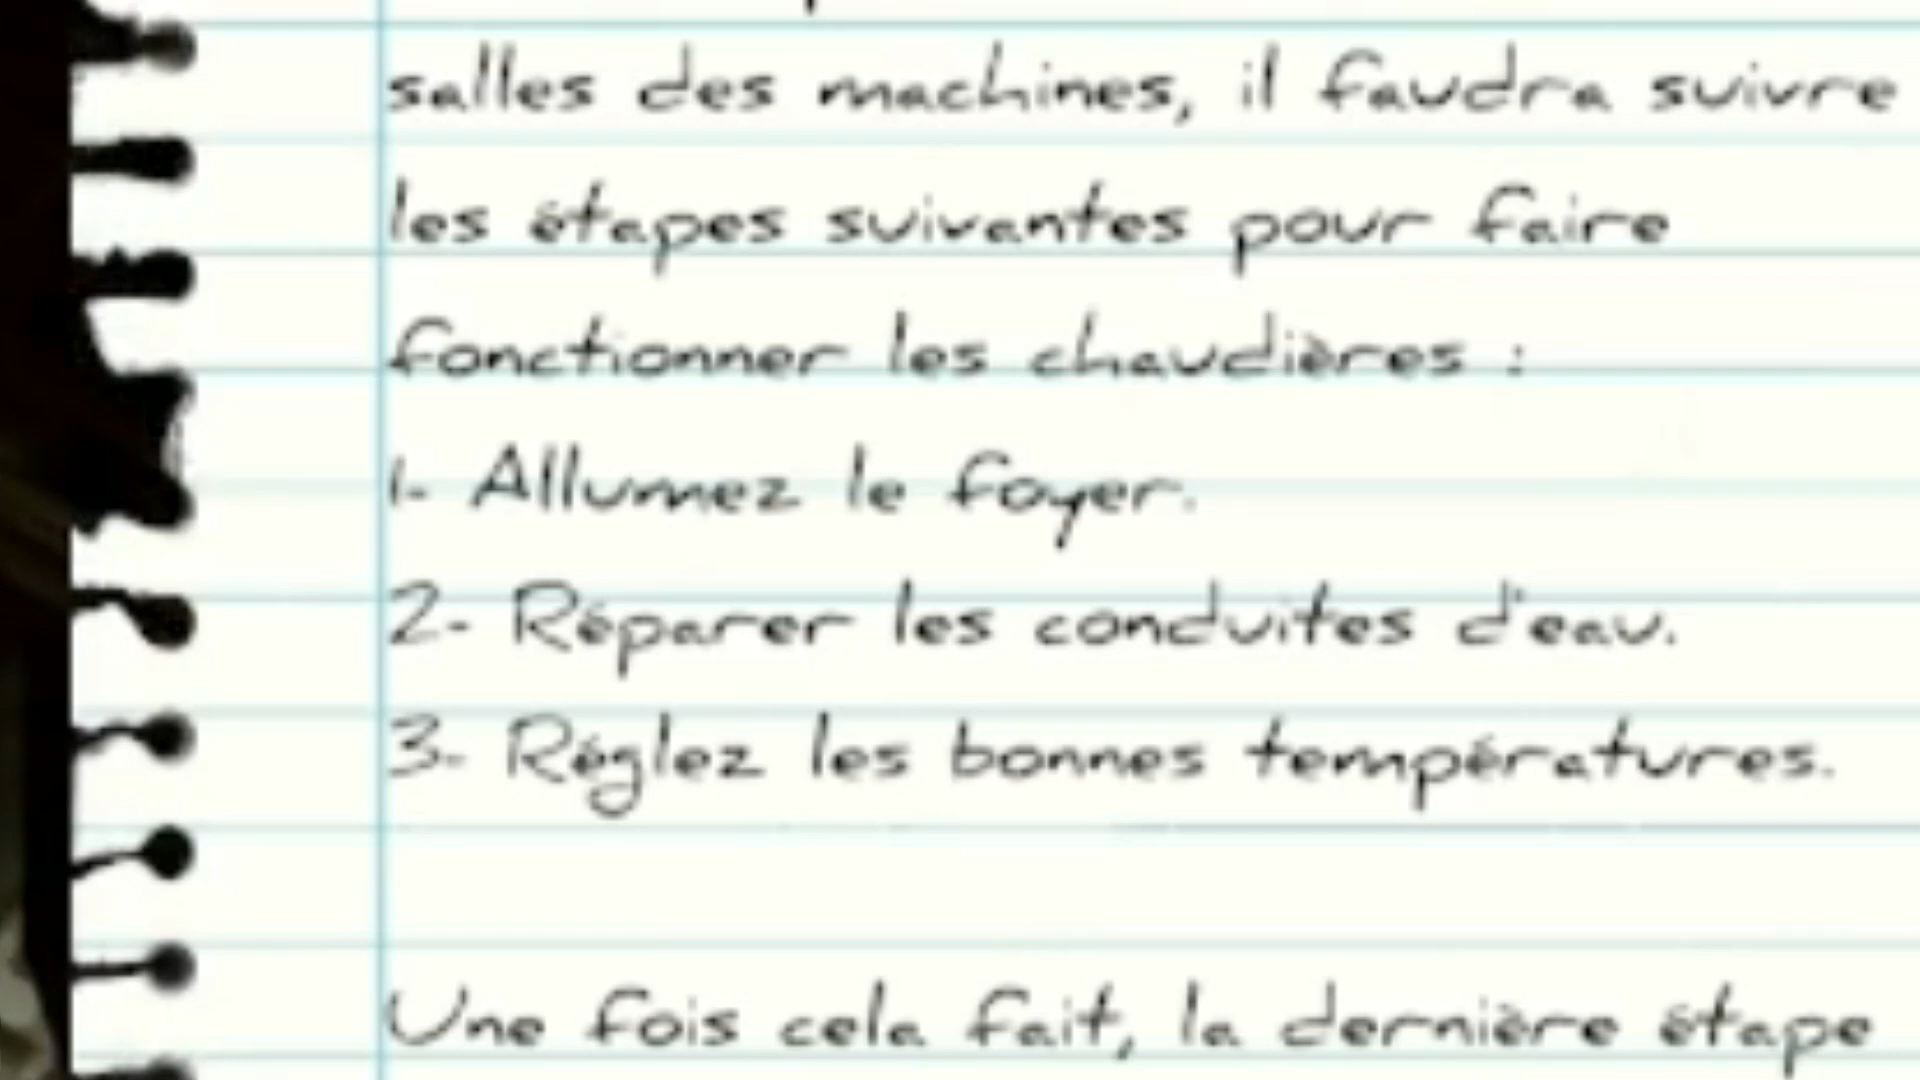 salles des machines, il faudra suivre
les étapes suivantes pour faire
fonctionner les chaudières :
1- Allumez le foyer.
2- Réparer les conduites d'eau.
3- Réglez les bonnes températures.
Une fois cela fait, la dernière étape